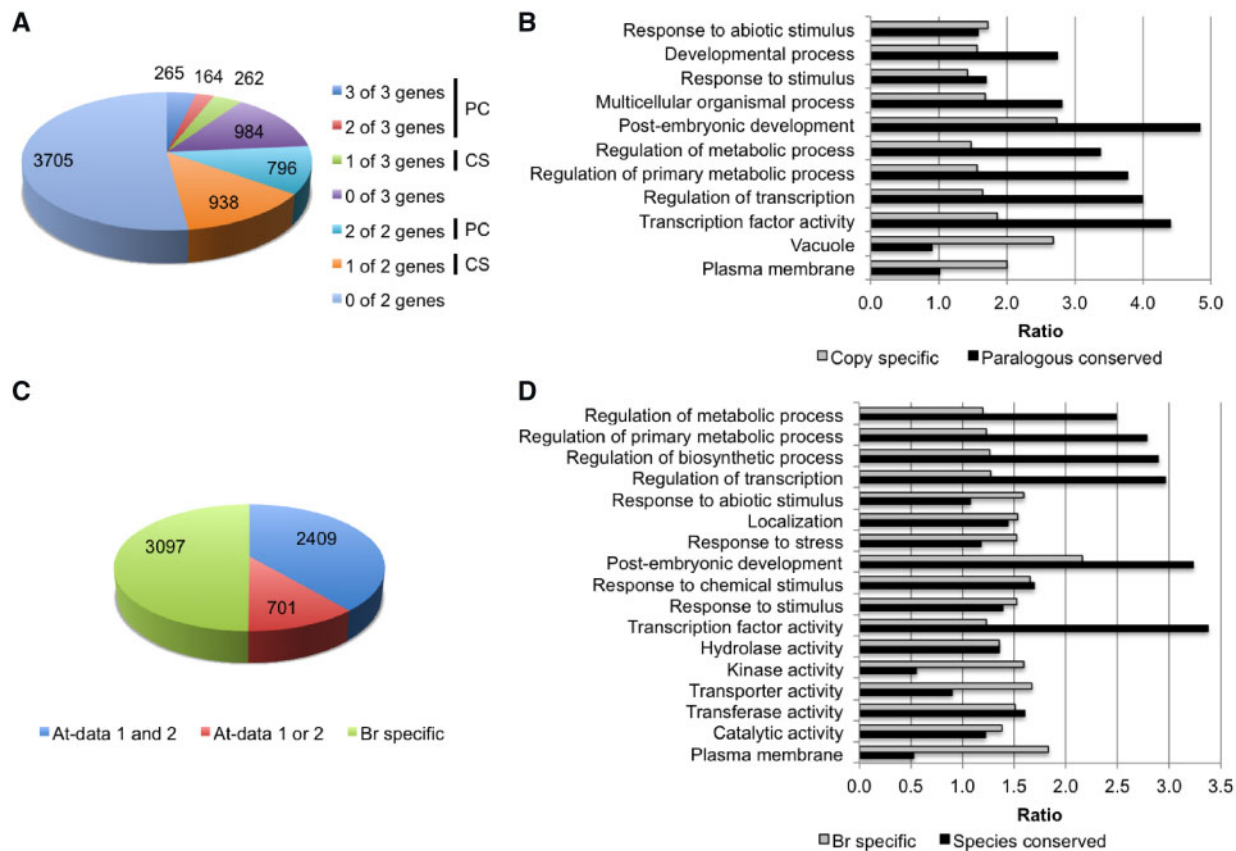 A
265
164
262
984
796
938
3705
3 of 3 genes
2 of 3 genes
PC
1 of 3 genes
CS
0 of 3 genes
2 of 2 genes
PC
1 of 2 genes
CS
0 of 2 genes
B
Response to abiotic stimulus
Developmental process
Response to stimulus
Multicellular organismal process
Post-embryonic development
Regulation of metabolic process
Regulation of primary metabolic process
Regulation of transcription
Transcription factor activity
Vacuole
Plasma membrane
0.0 1.0 2.0 3.0 4.0 5.0
Ratio
Copy specific Paralogous conserved
C
3097
2409
701
At-data 1 and 2 At-data 1 or 2 Br specific
D
Regulation of metabolic process
Regulation of primary metabolic process
Regulation of biosynthetic process
Regulation of transcription
Response to abiotic stimulus
Localization
Response to stress
Post-embryonic development
Response to chemical stimulus
Response to stimulus
Transcription factor activity
Hydrolase activity
Kinase activity
Transporter activity
Transferase activity
Catalytic activity
Plasma membrane
0.0 0.5 1.0 1.5 2.0 2.5 3.0 3.5
Ratio
Br specific Species conserved